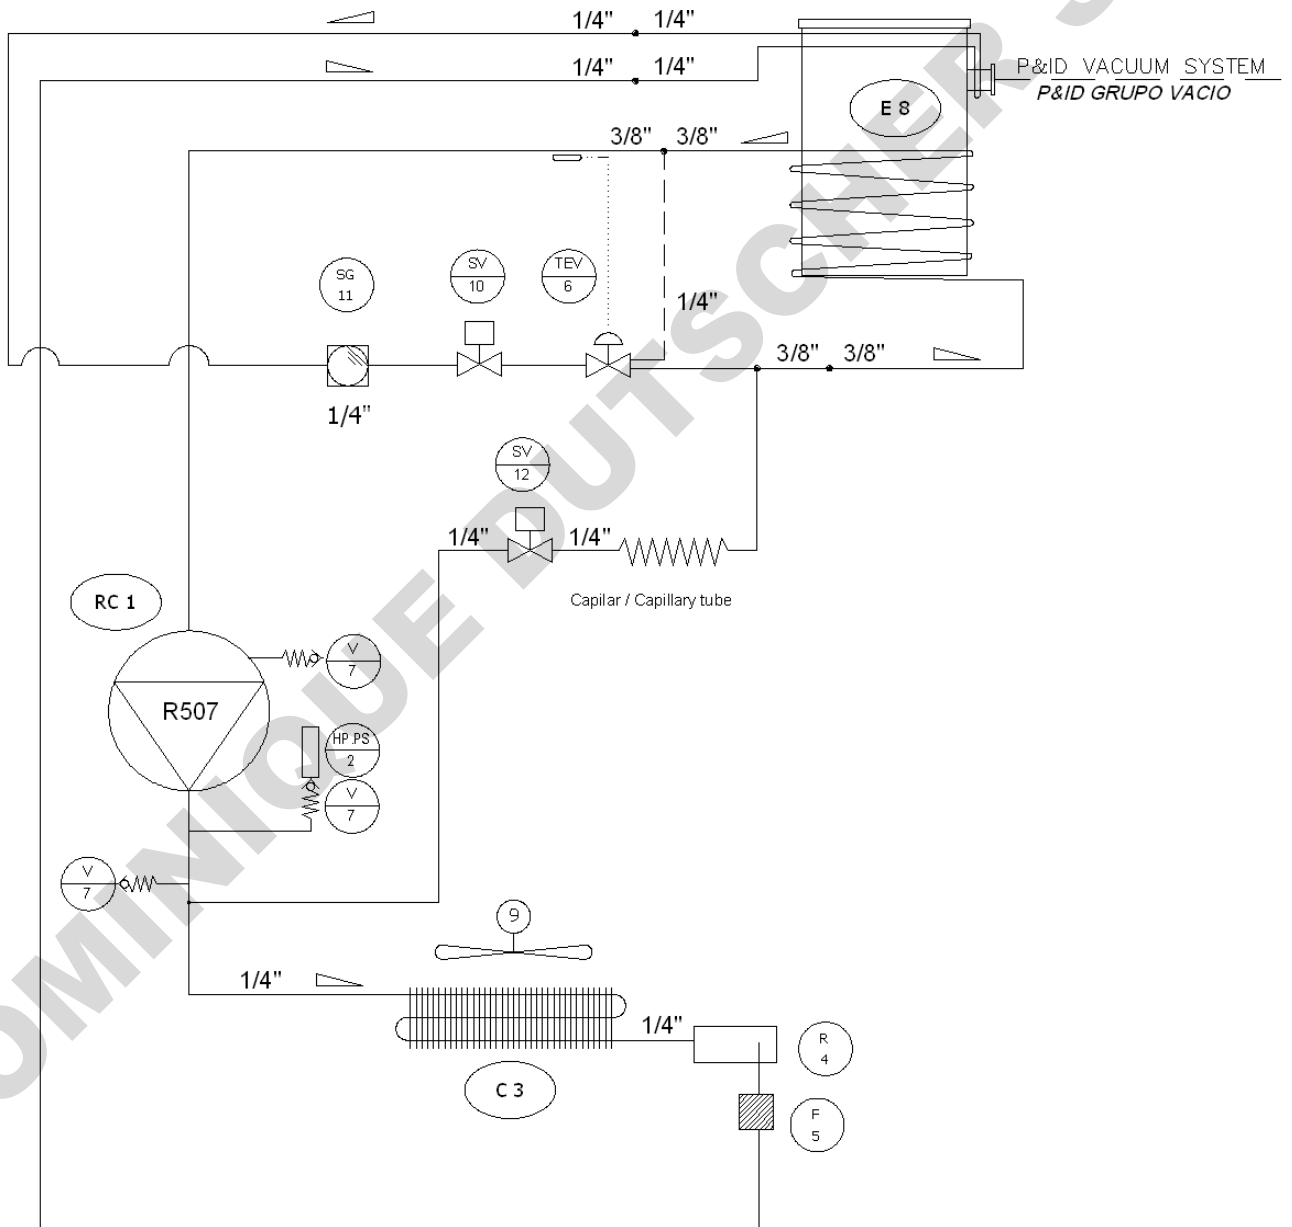 1/4" 1/4"
1/4" 1/4"
P&ID VACUUM SYSTEM
P&ID GRUPO VACIO
E 8
3/8" 3/8"
SG
11
SV
10
TEV
6
1/4"
3/8" 3/8"
1/4"
SV
12
1/4" 1/4"
Capilar / Capillary tube
RC 1
V
7
R507
HP.PS
2
V
7
V
7
9
1/4"
1/4"
R
4
C 3
F
5
OMINIQUE DUTSCHER S